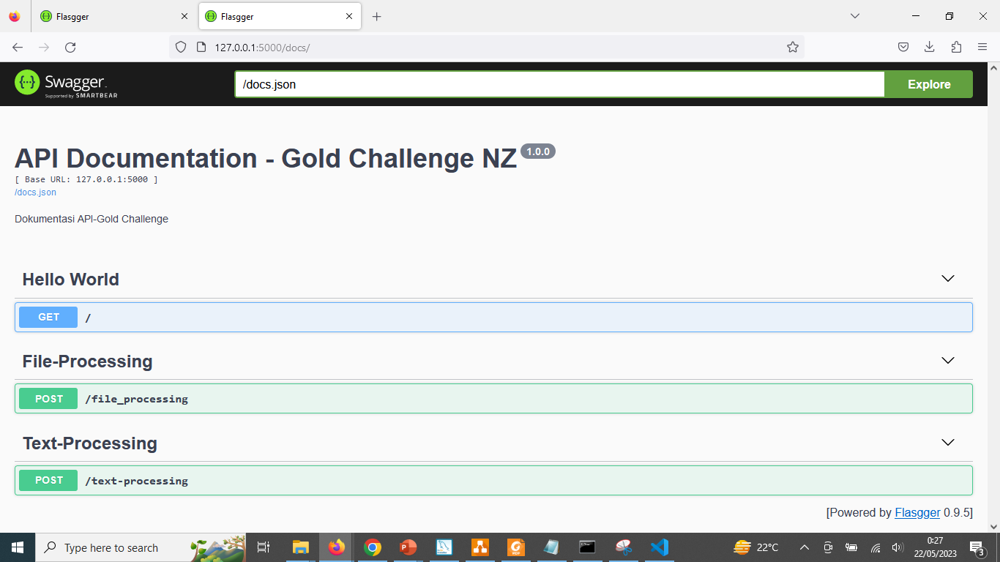 Flasgger
Flasgger
127.0.0.1:5000/docs/
Swagger
Supported by SMARTBEAR
/docs.json
Explore
API Documentation - Gold Challenge NZ 1.0.0
[ Base URL: 127.0.0.1:5000 ]
/docs.json
Dokumentasi API-Gold Challenge
Hello World
GET /
File-Processing
POST /file_processing
Text-Processing
POST /text-processing
[Powered by Flasgger 0.9.5]
Type here to search
22°C
0:27
22/05/2023
3